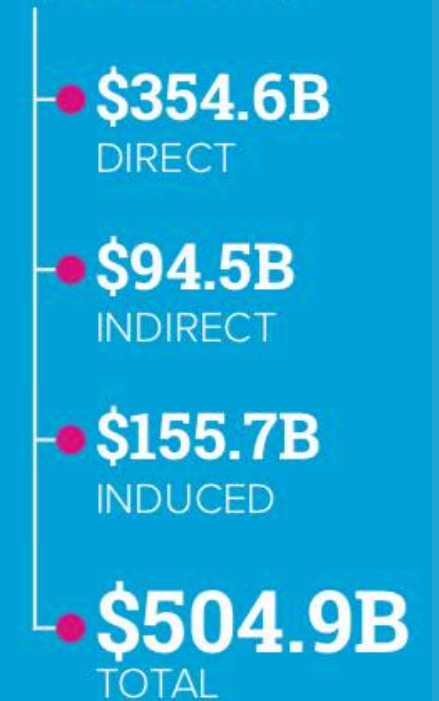 $354.6B
DIRECT
$94.5B
INDIRECT
$155.7B
INDUCED
$504.9B
TOTAL